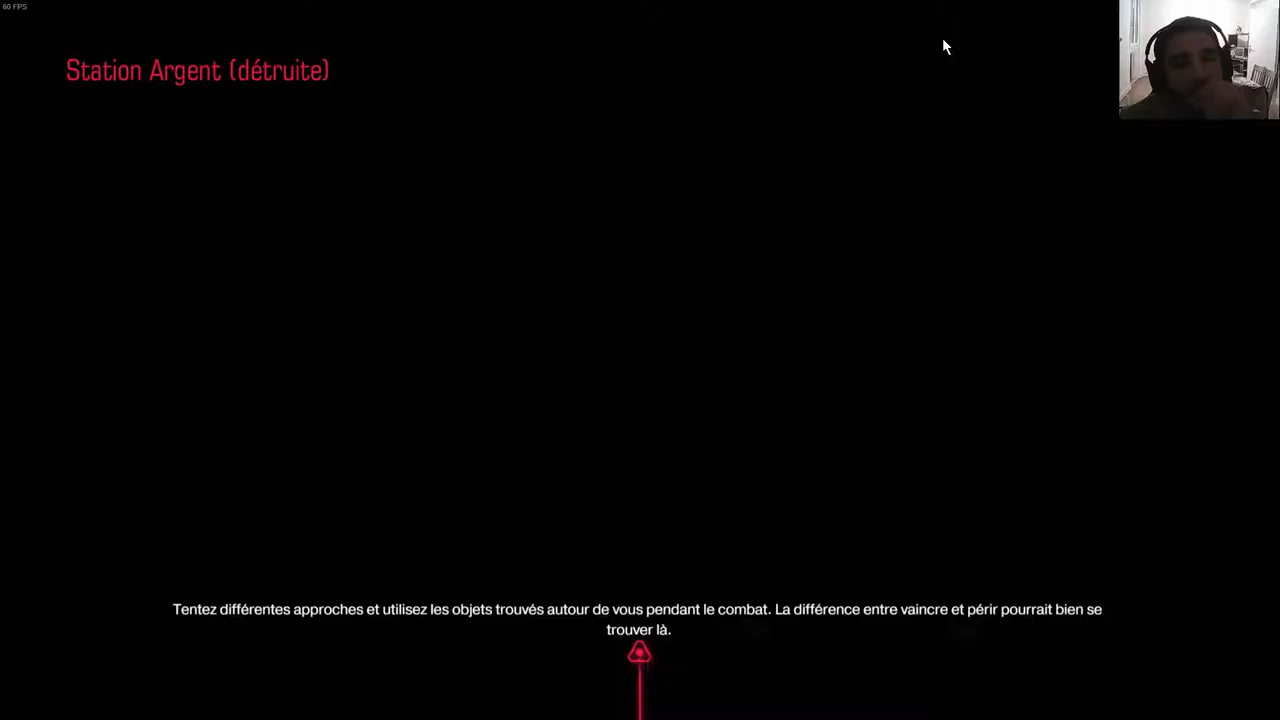 60 FPS
Station Argent (détruite)
Tentez différentes approches et utilisez les objets trouvés autour de vous pendant le combat. La différence entre vaincre et périr pourrait bien se
trouver là.